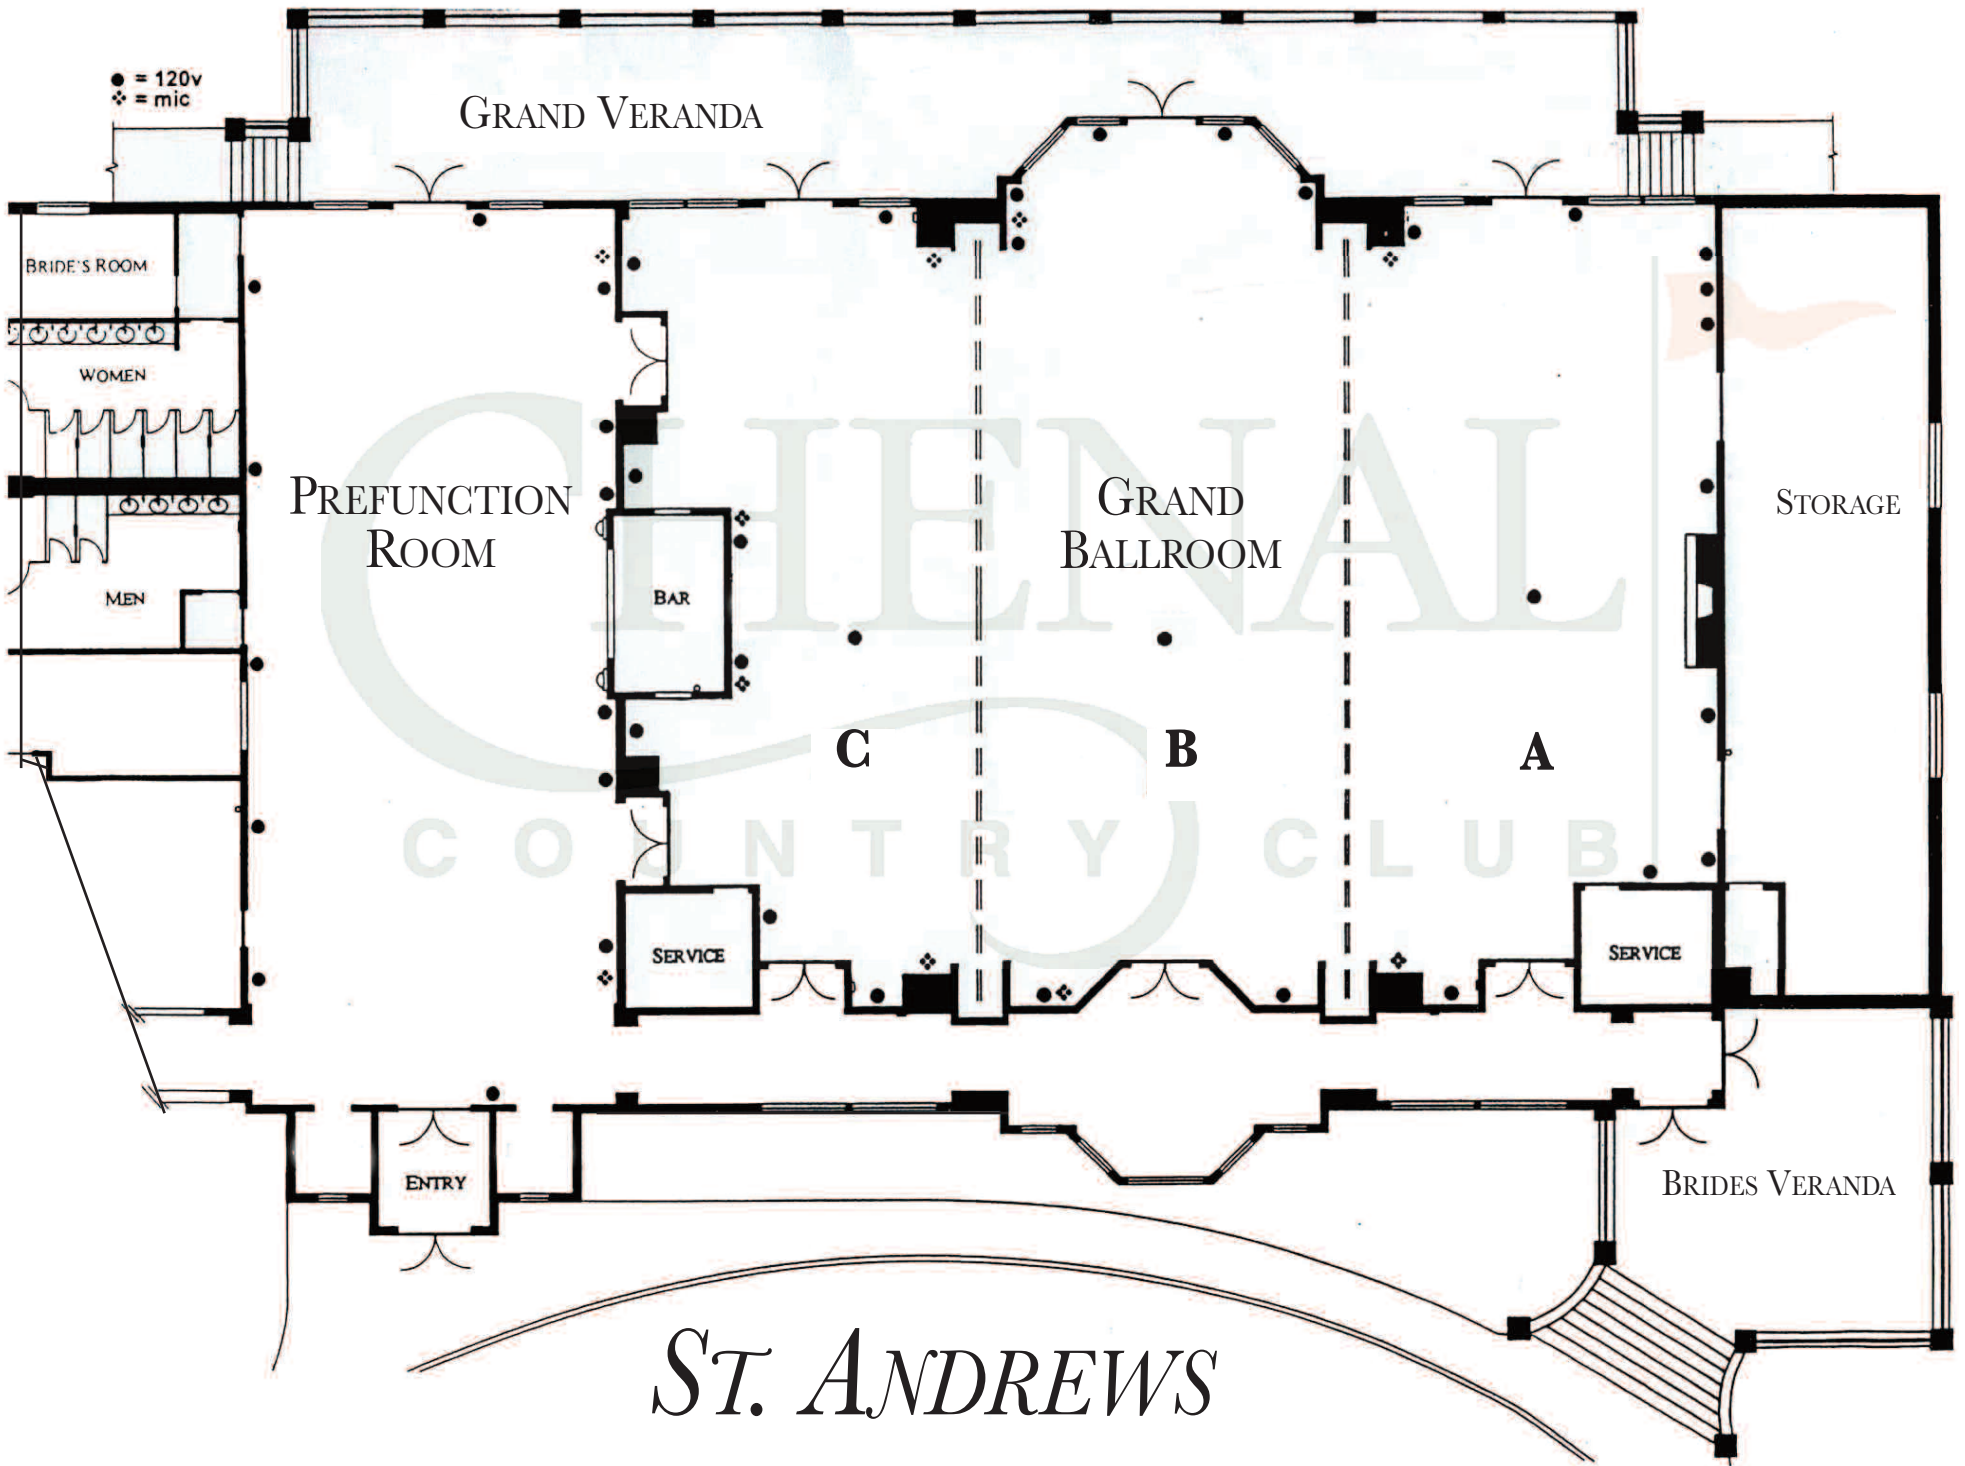 ● = 120v
❖ = mic
GRAND VERANDA
BRIDE'S ROOM
WOMEN
MEN
PREFUNCTION
ROOM
BAR
GRAND
BALLROOM
STORAGE
CHENAL
COUNTRY CLUB
C
B
A
SERVICE
SERVICE
ENTRY
BRIDES VERANDA
ST. ANDREWS